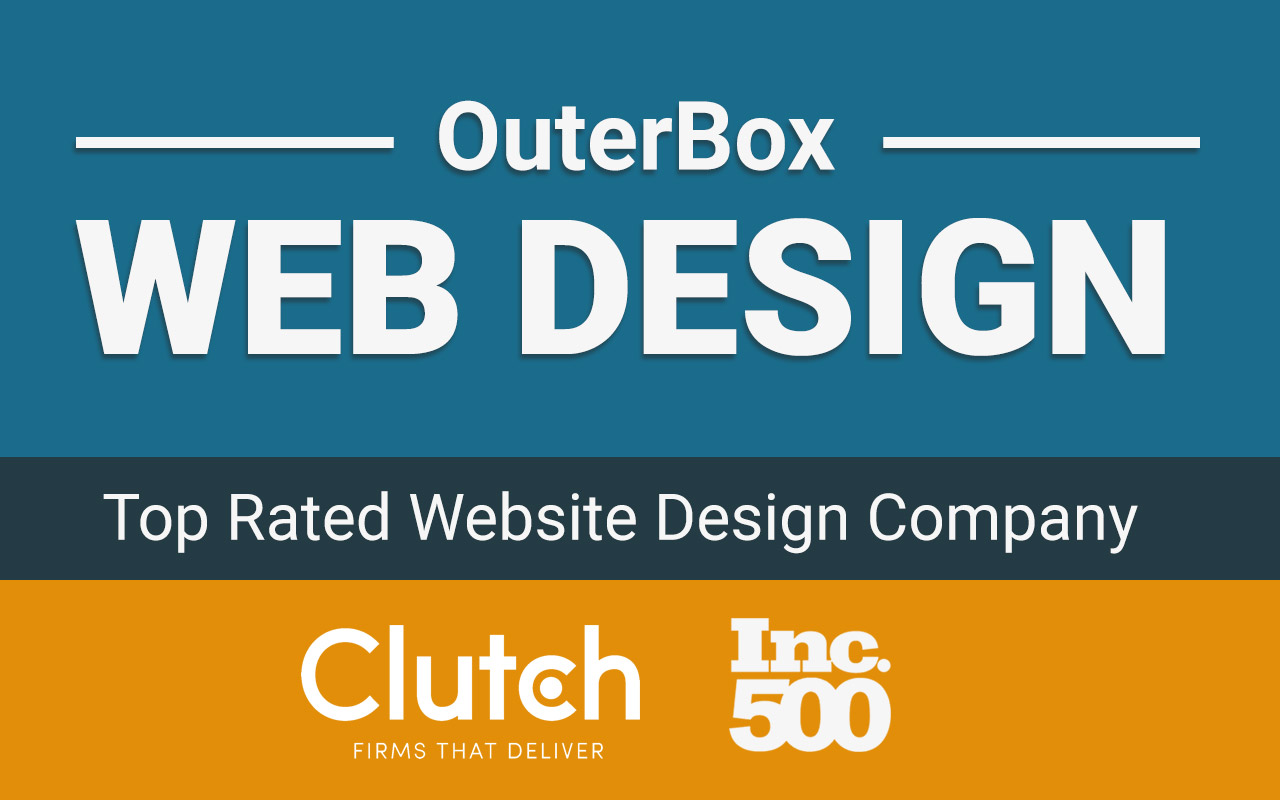 OuterBox
WEB DESIGN
Top Rated Website Design Company
Clutch
FIRMS THAT DELIVER
Inc.
500